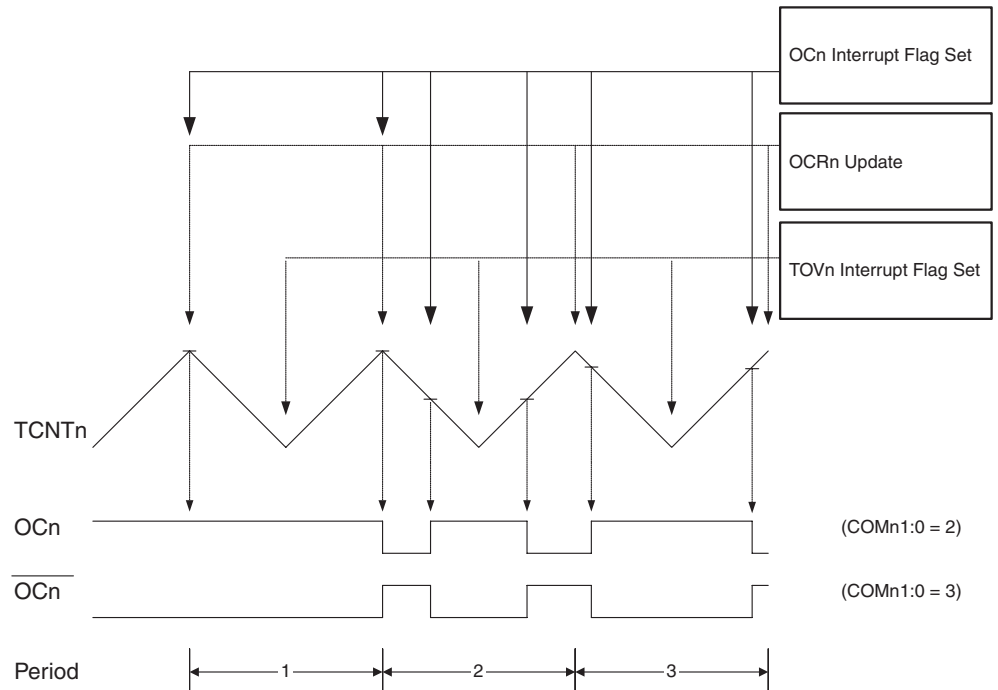 OCn Interrupt Flag Set
OCRn Update
TOVn Interrupt Flag Set
TCNTn
OCn
(COMn1:0 = 2)
OCn
(COMn1:0 = 3)
Period
1
2
3